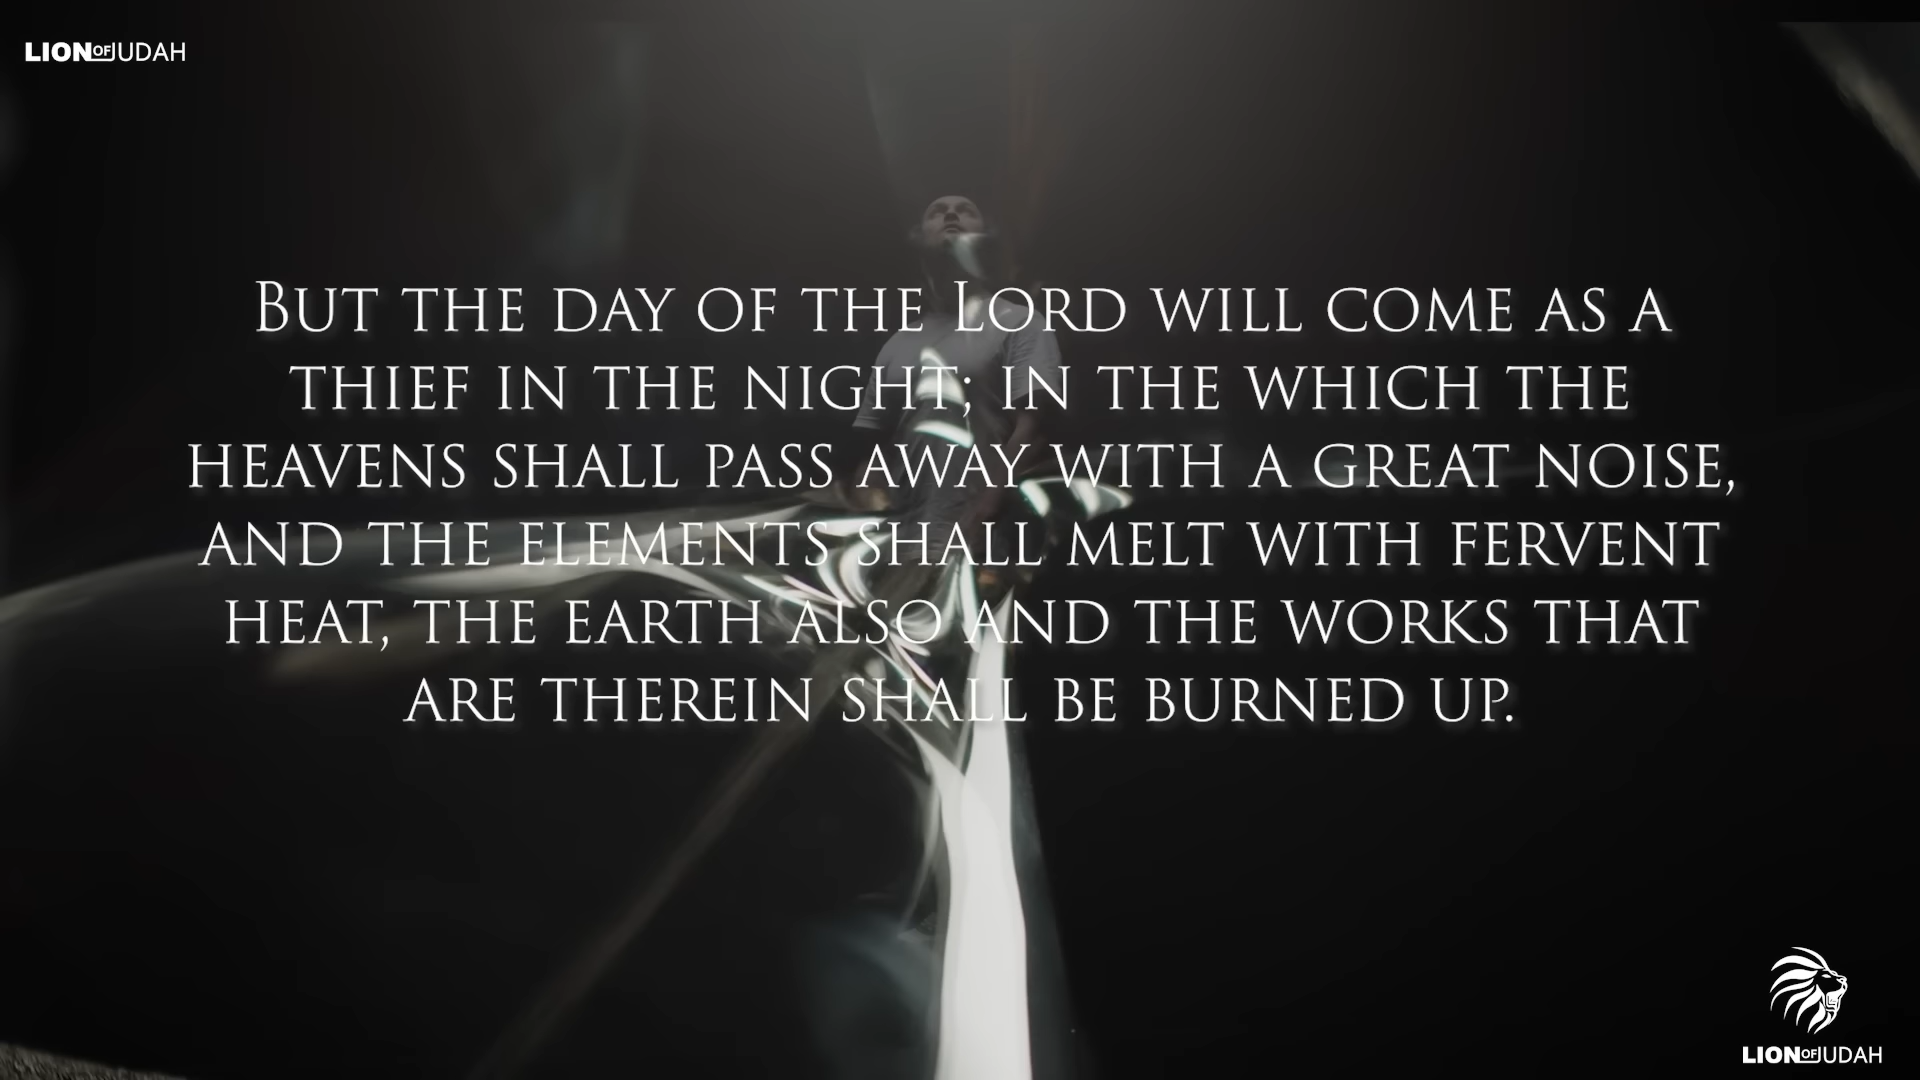 LION OF JUDAH
But the day of the Lord will come as a
thief in the night; in the which the
heavens shall pass away with a great noise,
and the elements shall melt with fervent
heat, the earth also and the works that
are therein shall be burned up.
LION OF JUDAH